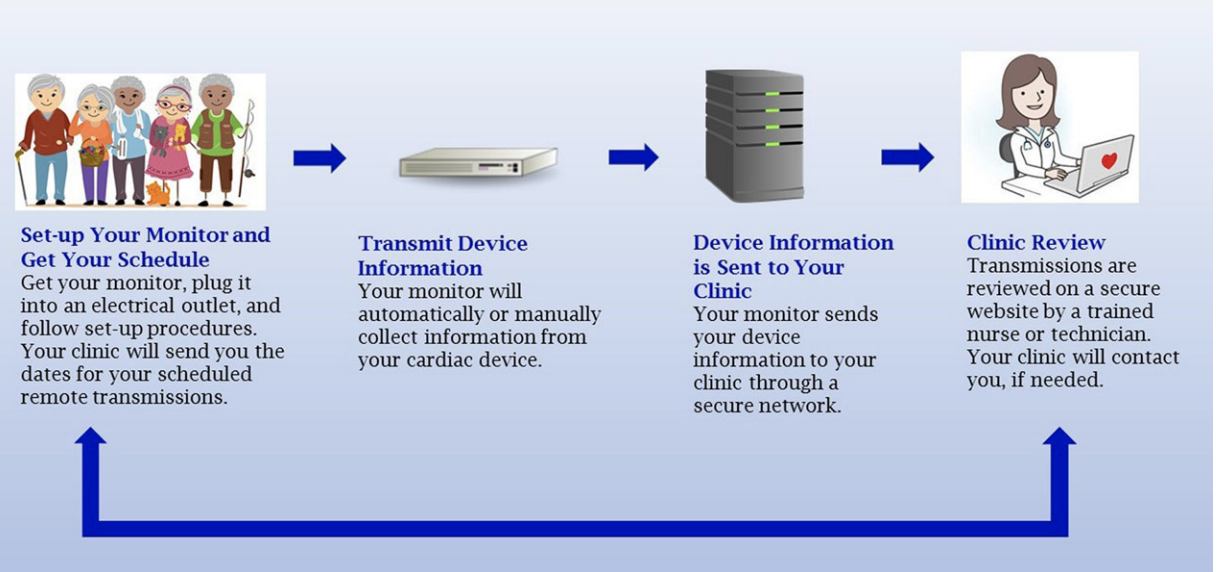 Set-up Your Monitor and
Get Your Schedule
Get your monitor, plug it
into an electrical outlet, and
follow set-up procedures.
Your clinic will send you the
dates for your scheduled
remote transmissions.
Transmit Device
Information
Your monitor will
automatically or manually
collect information from
your cardiac device.
Device Information
is Sent to Your
Clinic
Your monitor sends
your device
information to your
clinic through a
secure network.
Clinic Review
Transmissions are
reviewed on a secure
website by a trained
nurse or technician.
Your clinic will contact
you, if needed.